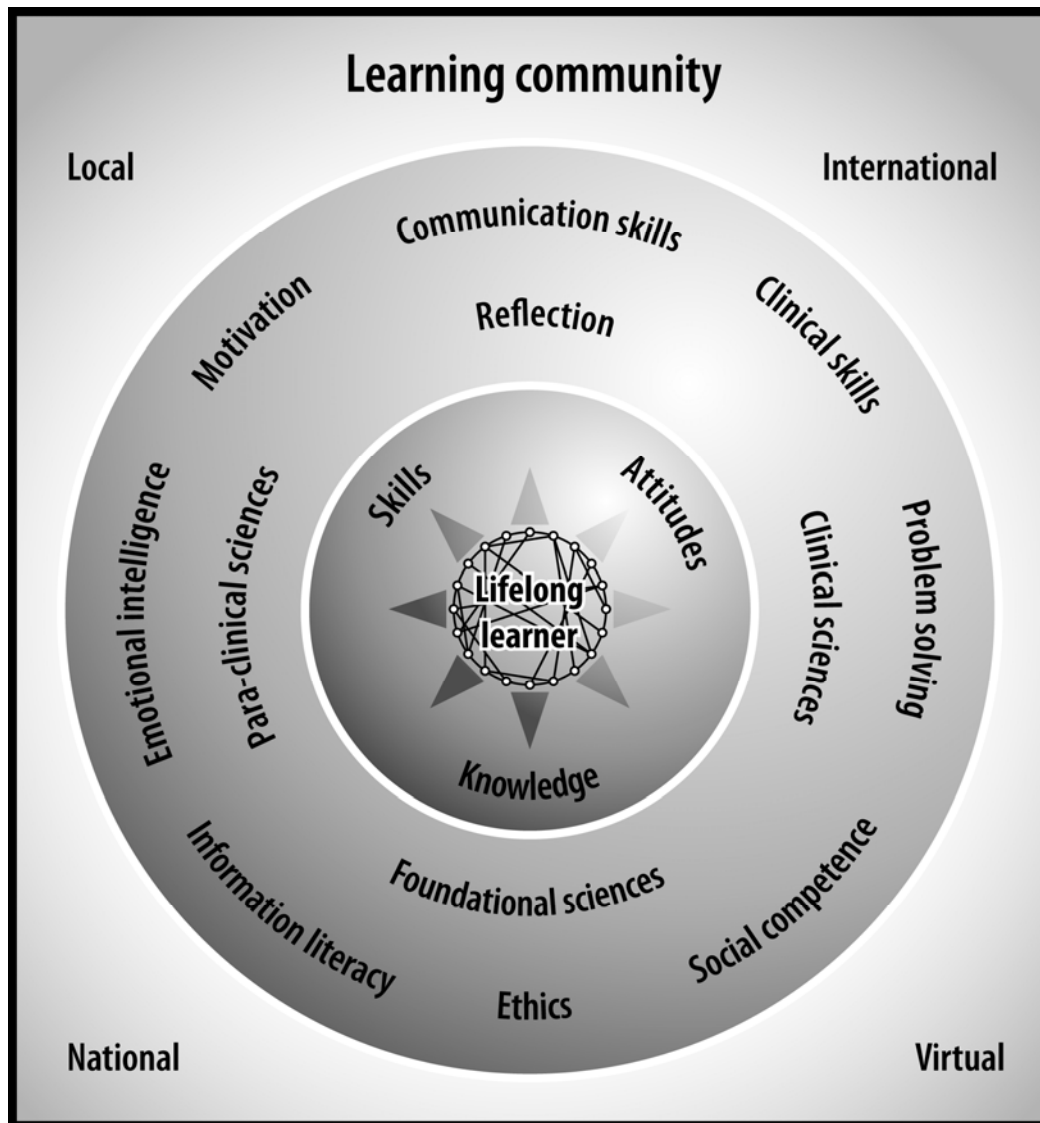 Learning community
Local
International
Communication skills
Motivation
Reflection
Clinical skills
Skills
Attitudes
Emotional intelligence
Para-clinical sciences
Lifelong
learner
Clinical sciences
Problem solving
Knowledge
Information literacy
Foundational sciences
Social competence
Ethics
National
Virtual